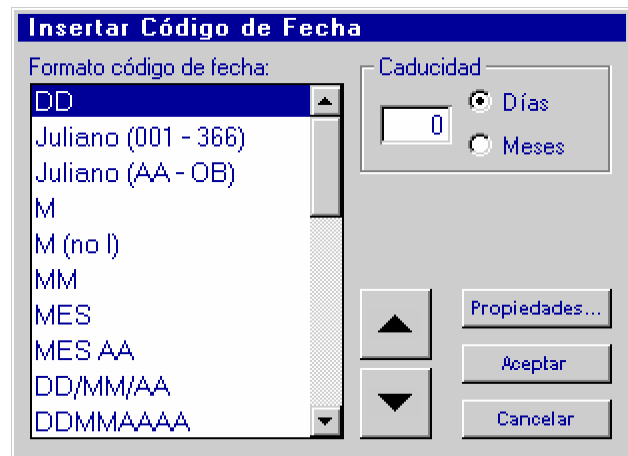 Insertar Código de Fecha
Formato código de fecha:
DD
Juliano (001 - 366)
Juliano (AA - OB)
M
M (no I)
MM
MES
MES AA
DD/MM/AA
DDMMAAAA
Caducidad
0
Días
Meses
Propiedades...
Aceptar
Cancelar